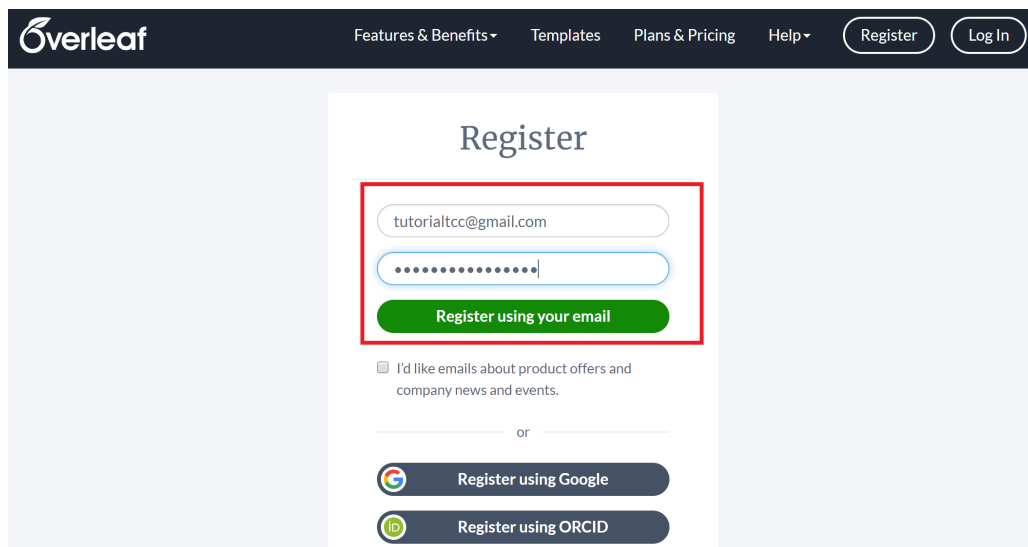 Overleaf
Features & Benefits Templates Plans & Pricing Help Register Log In
Register
tutorialtcc@gmail.com
••••••••••••••••
Register using your email
I'd like emails about product offers and
company news and events.
or
G Register using Google
iD Register using ORCID